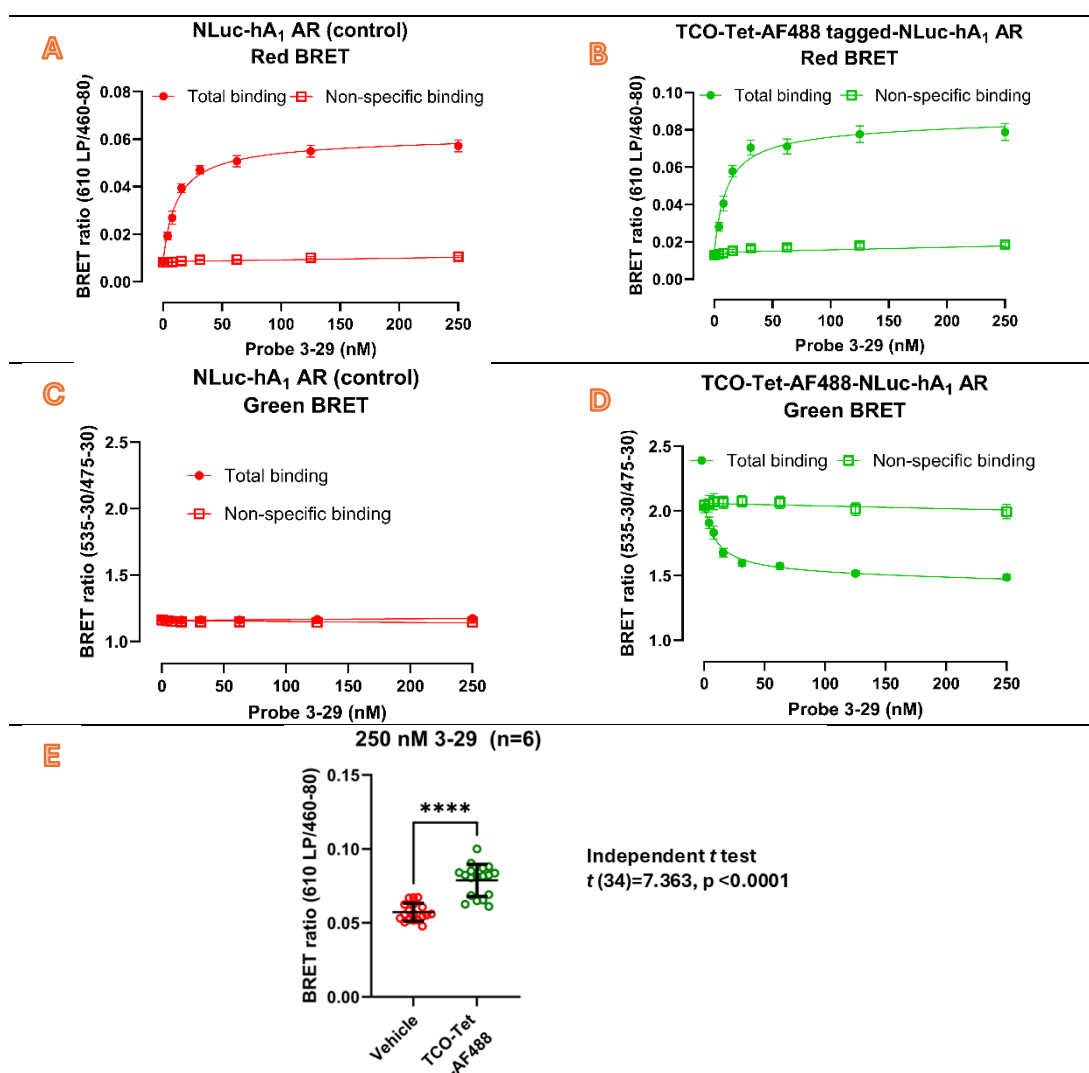 A
NLuc-hA₁ AR (control)
Red BRET
Total binding
Non-specific binding
BRET ratio (610 LP/460-80)
0.08
0.06
0.04
0.02
0.00
0 50 100 150 200 250
Probe 3-29 (nM)
B
TCO-Tet-AF488 tagged-NLuc-hA₁ AR
Red BRET
Total binding
Non-specific binding
BRET ratio (610 LP/460-80)
0.10
0.08
0.06
0.04
0.02
0.00
0 50 100 150 200 250
Probe 3-29 (nM)
C
NLuc-hA₁ AR (control)
Green BRET
Total binding
Non-specific binding
BRET ratio (535-30/475-30)
2.5
2.0
1.5
1.0
0 50 100 150 200 250
Probe 3-29 (nM)
D
TCO-Tet-AF488-NLuc-hA₁ AR
Green BRET
Total binding
Non-specific binding
BRET ratio (535-30/475-30)
2.5
2.0
1.5
1.0
0 50 100 150 200 250
Probe 3-29 (nM)
E
250 nM 3-29 (n=6)
BRET ratio (610 LP/460-80)
0.15
0.10
0.05
0.00
****
Vehicle
TCO-Tet
-AF488
Independent t test
t (34)=7.363, p <0.0001